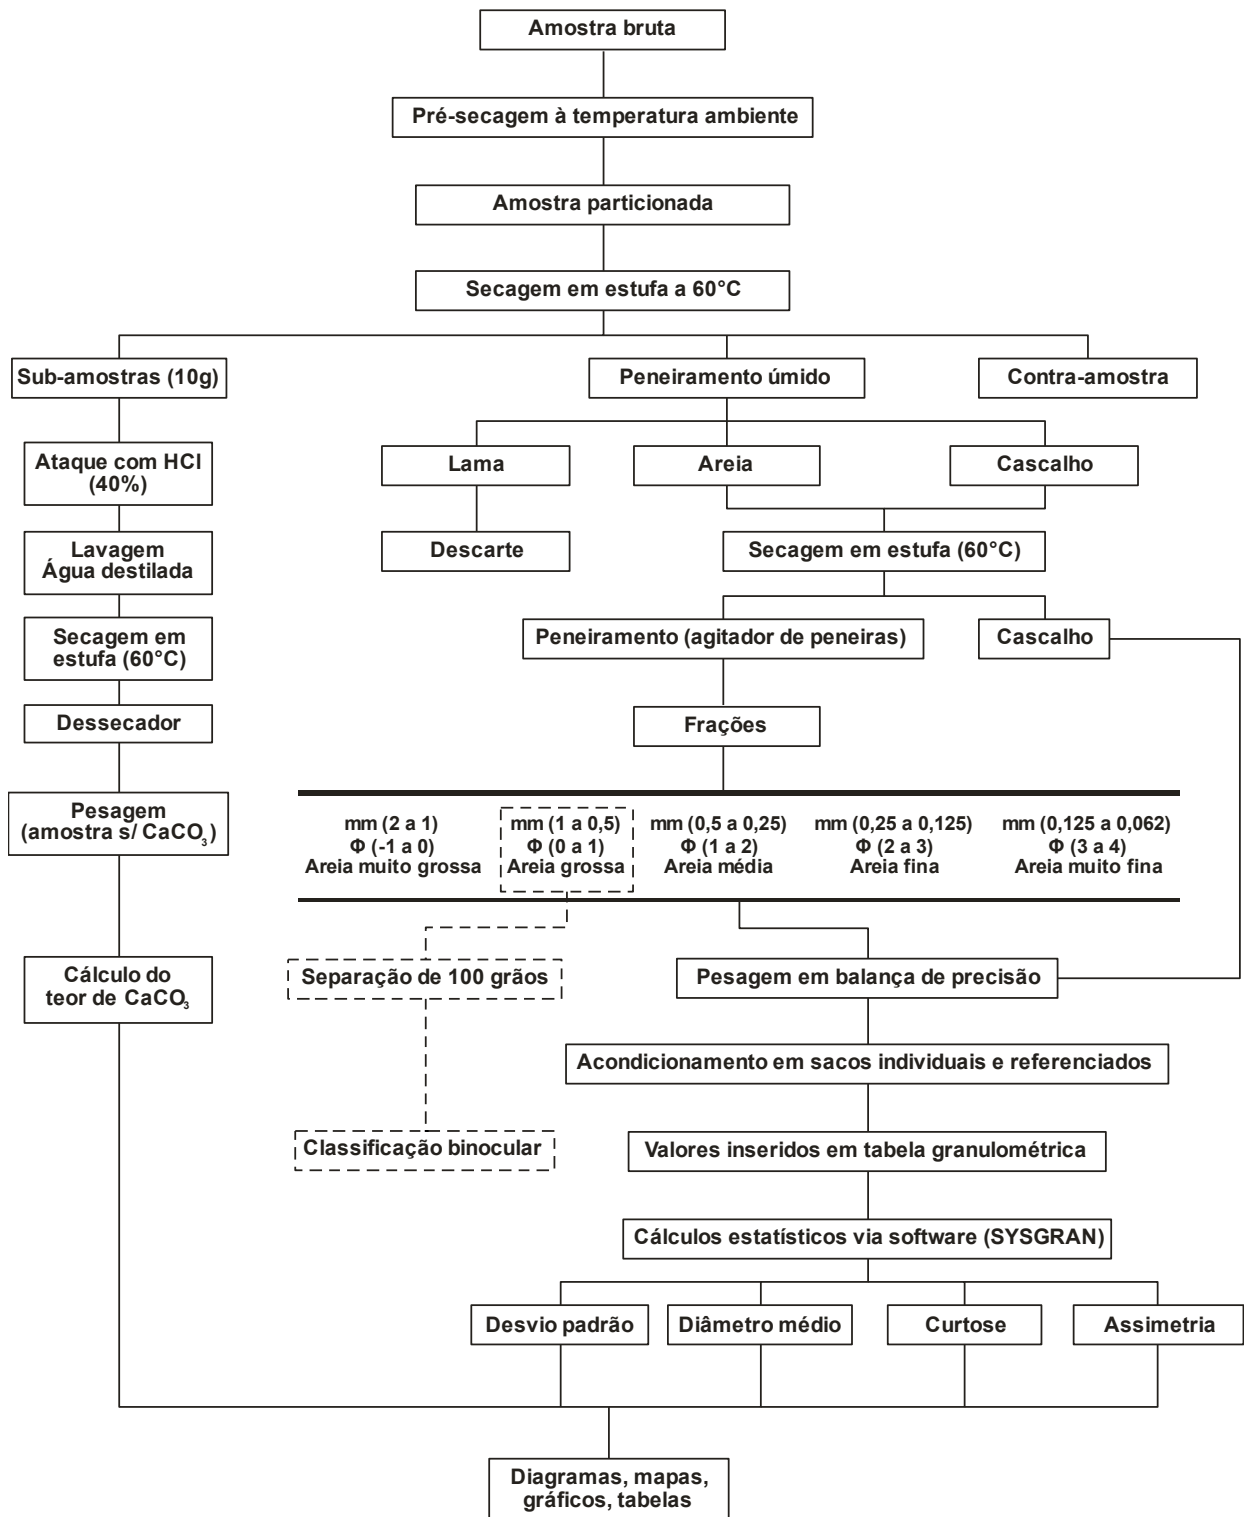 Amostra bruta
Pré-secagem à temperatura ambiente
Amostra particionada
Secagem em estufa a 60°C
Sub-amostras (10g)
Peneiramento úmido
Contra-amostra
Ataque com HCl
(40%)
Lama
Areia
Cascalho
Lavagem
Água destilada
Descarte
Secagem em estufa (60°C)
Secagem em
estufa (60°C)
Peneiramento (agitador de peneiras)
Cascalho
Dessecador
Frações
Pesagem
(amostra s/ CaCO₃)
mm (2 a 1)
Φ (-1 a 0)
Areia muito grossa
mm (1 a 0,5)
Φ (0 a 1)
Areia grossa
mm (0,5 a 0,25)
Φ (1 a 2)
Areia média
mm (0,25 a 0,125)
Φ (2 a 3)
Areia fina
mm (0,125 a 0,062)
Φ (3 a 4)
Areia muito fina
Cálculo do
teor de CaCO₃
Separação de 100 grãos
Pesagem em balança de precisão
Acondicionamento em sacos individuais e referenciados
Classificação binocular
Valores inseridos em tabela granulométrica
Cálculos estatísticos via software (SYSGRAN)
Desvio padrão
Diâmetro médio
Curtose
Assimetria
Diagramas, mapas,
gráficos, tabelas